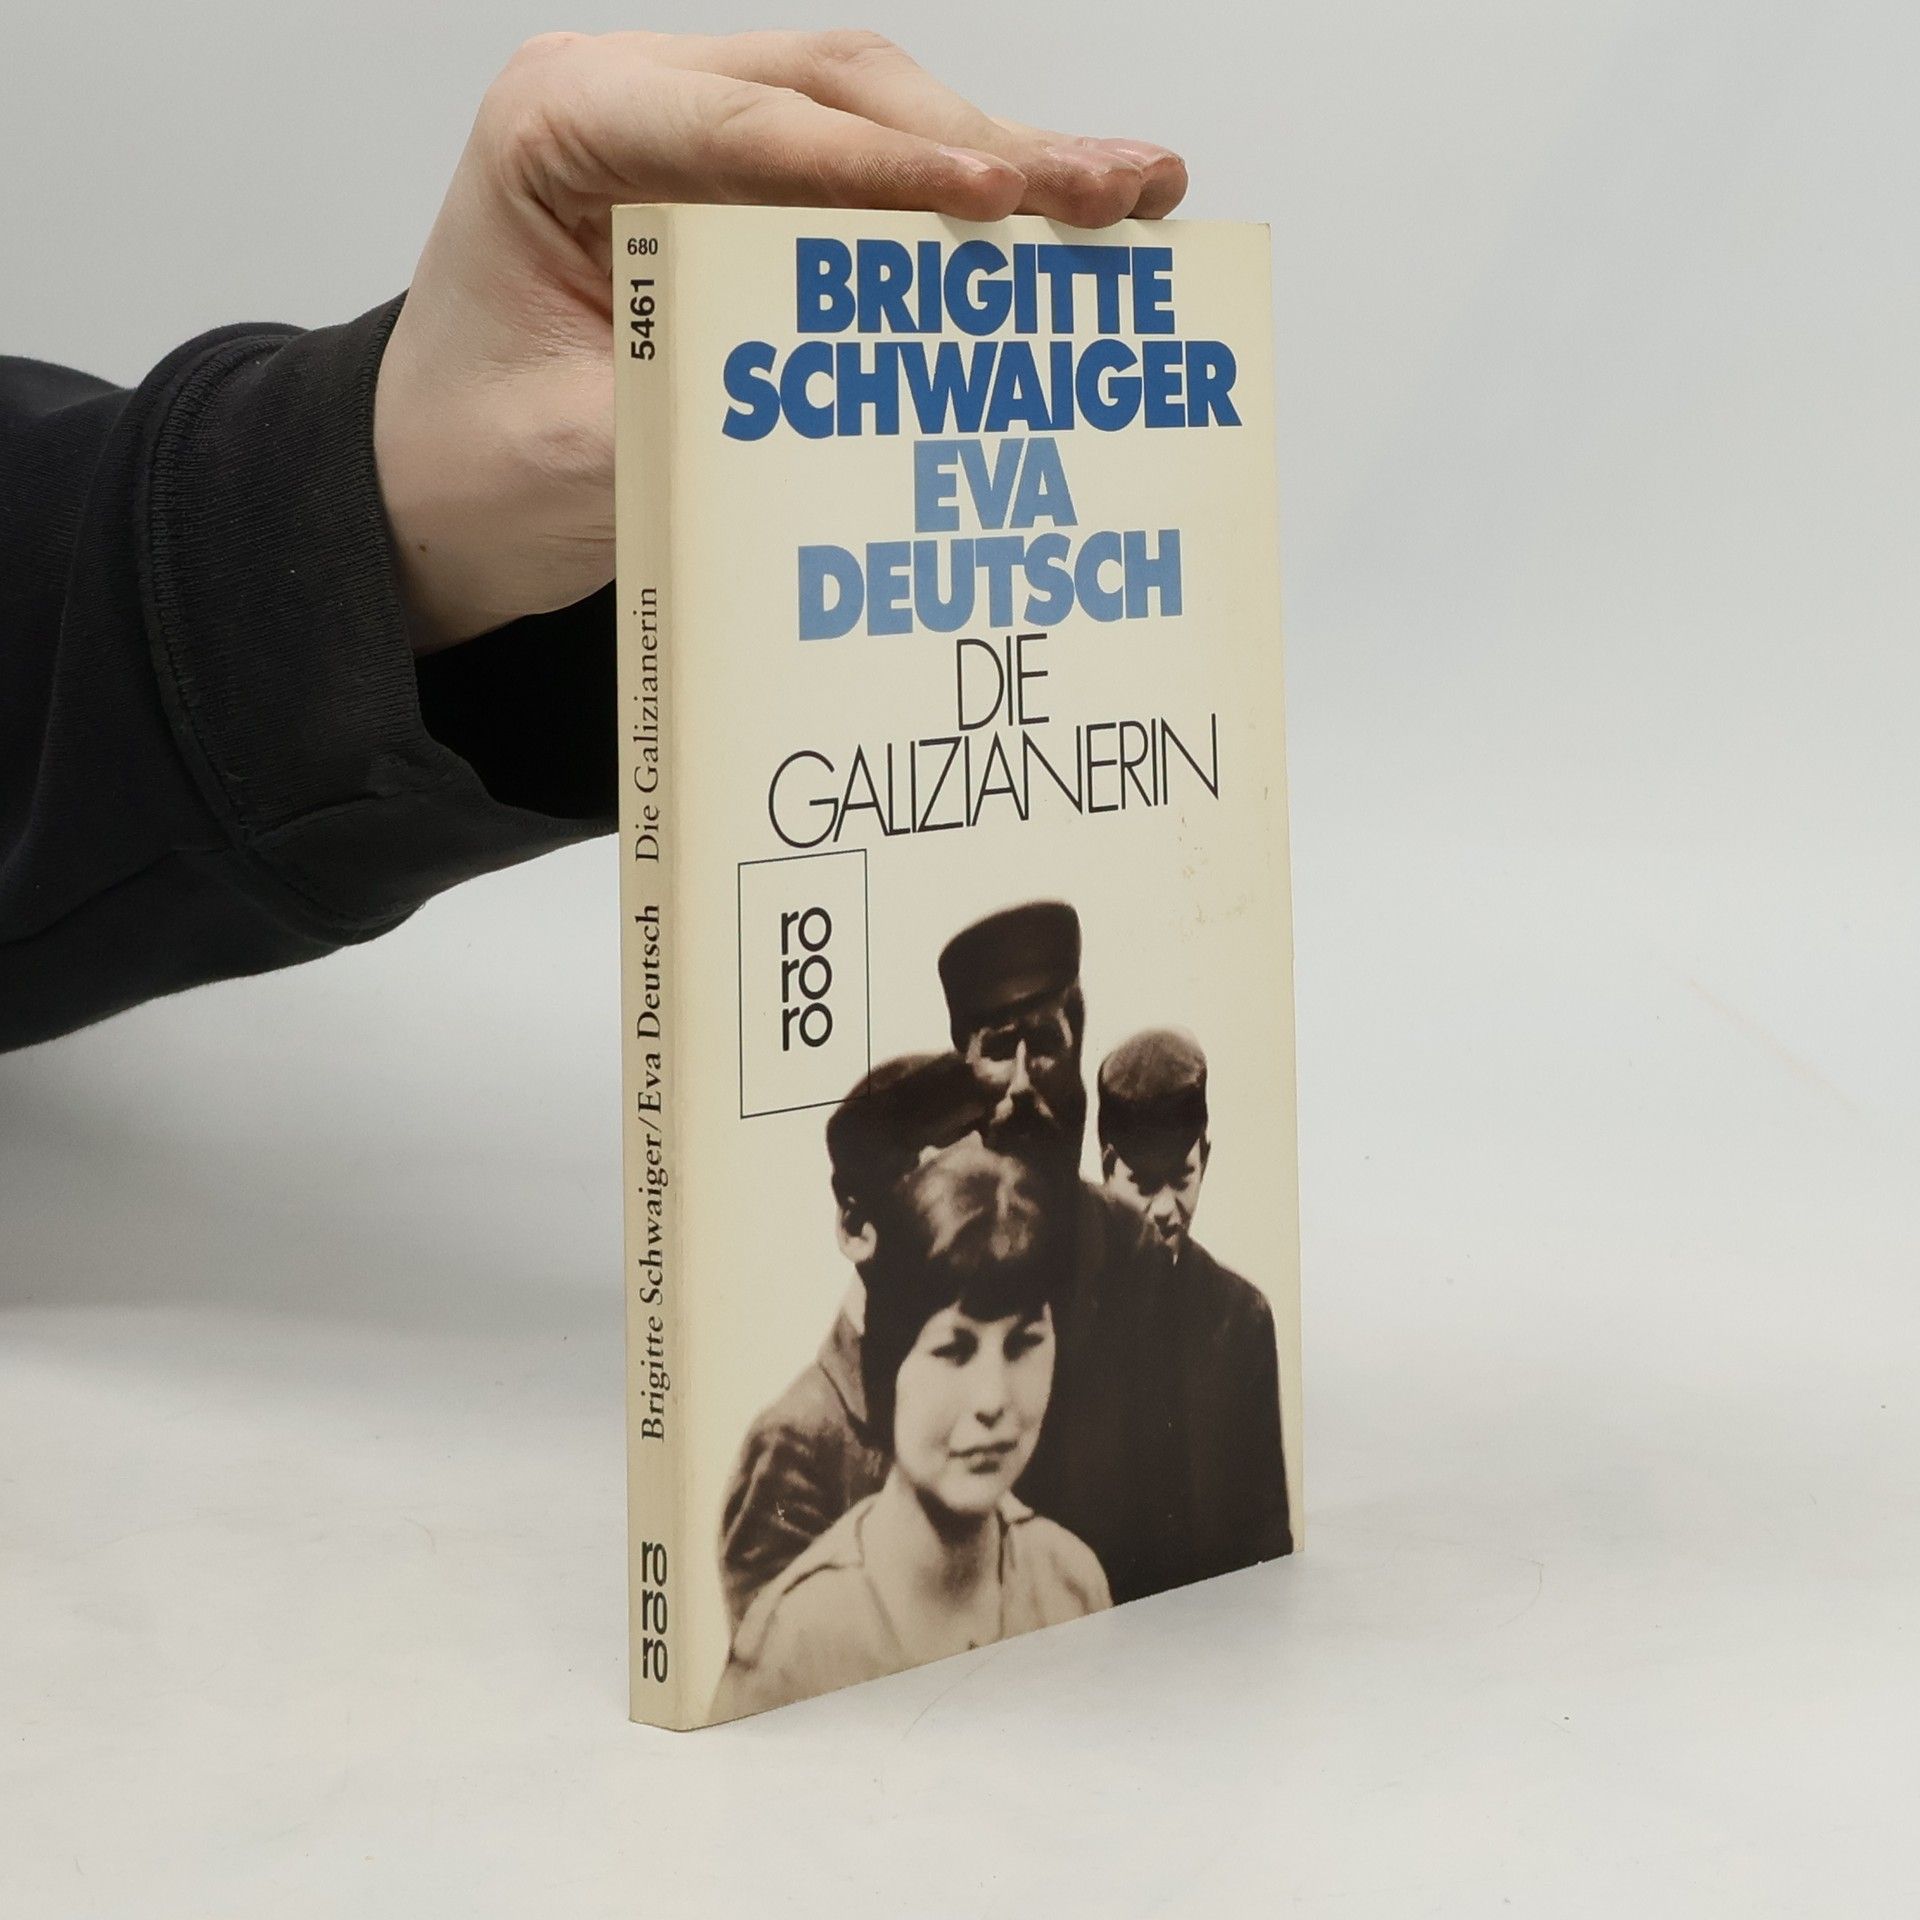 680
5461
Die Galizianerin
Brigitte Schwaiger/Eva Deutsch
ro
ro
ro
BRIGITTE
SCHWAIGER
EVA
DEUTSCH
DIE
GALIZIANERIN
ro
ro
ro